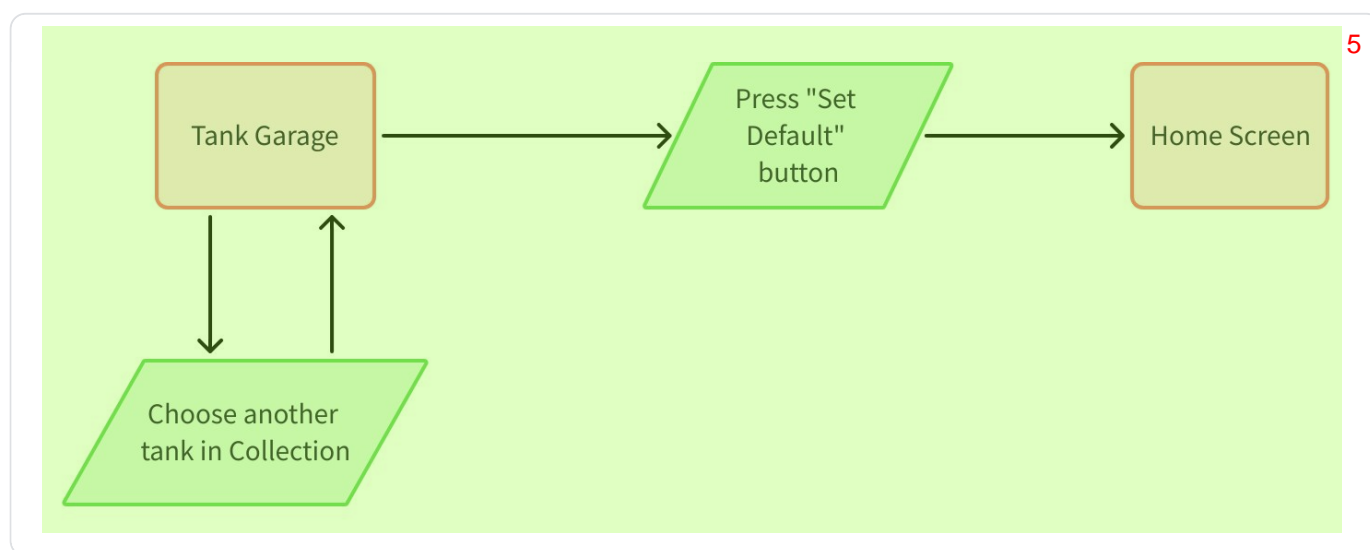 5
Tank Garage
Press "Set
Default"
button
Home Screen
Choose another
tank in Collection